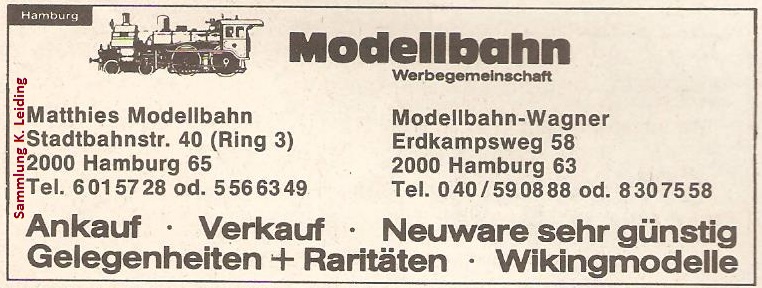 Hamburg
Modellbahn
Werbegemeinschaft
Matthies Modellbahn
Stadtbahnstr. 40 (Ring 3)
2000 Hamburg 65
Tel. 6015728 od. 5566349
Modellbahn-Wagner
Erdkampsweg 58
2000 Hamburg 63
Tel. 040/590888 od. 8307558
Ankauf · Verkauf · Neuware sehr günstig
Gelegenheiten + Raritäten · Wikingmodelle
Sammlung K. Leiding